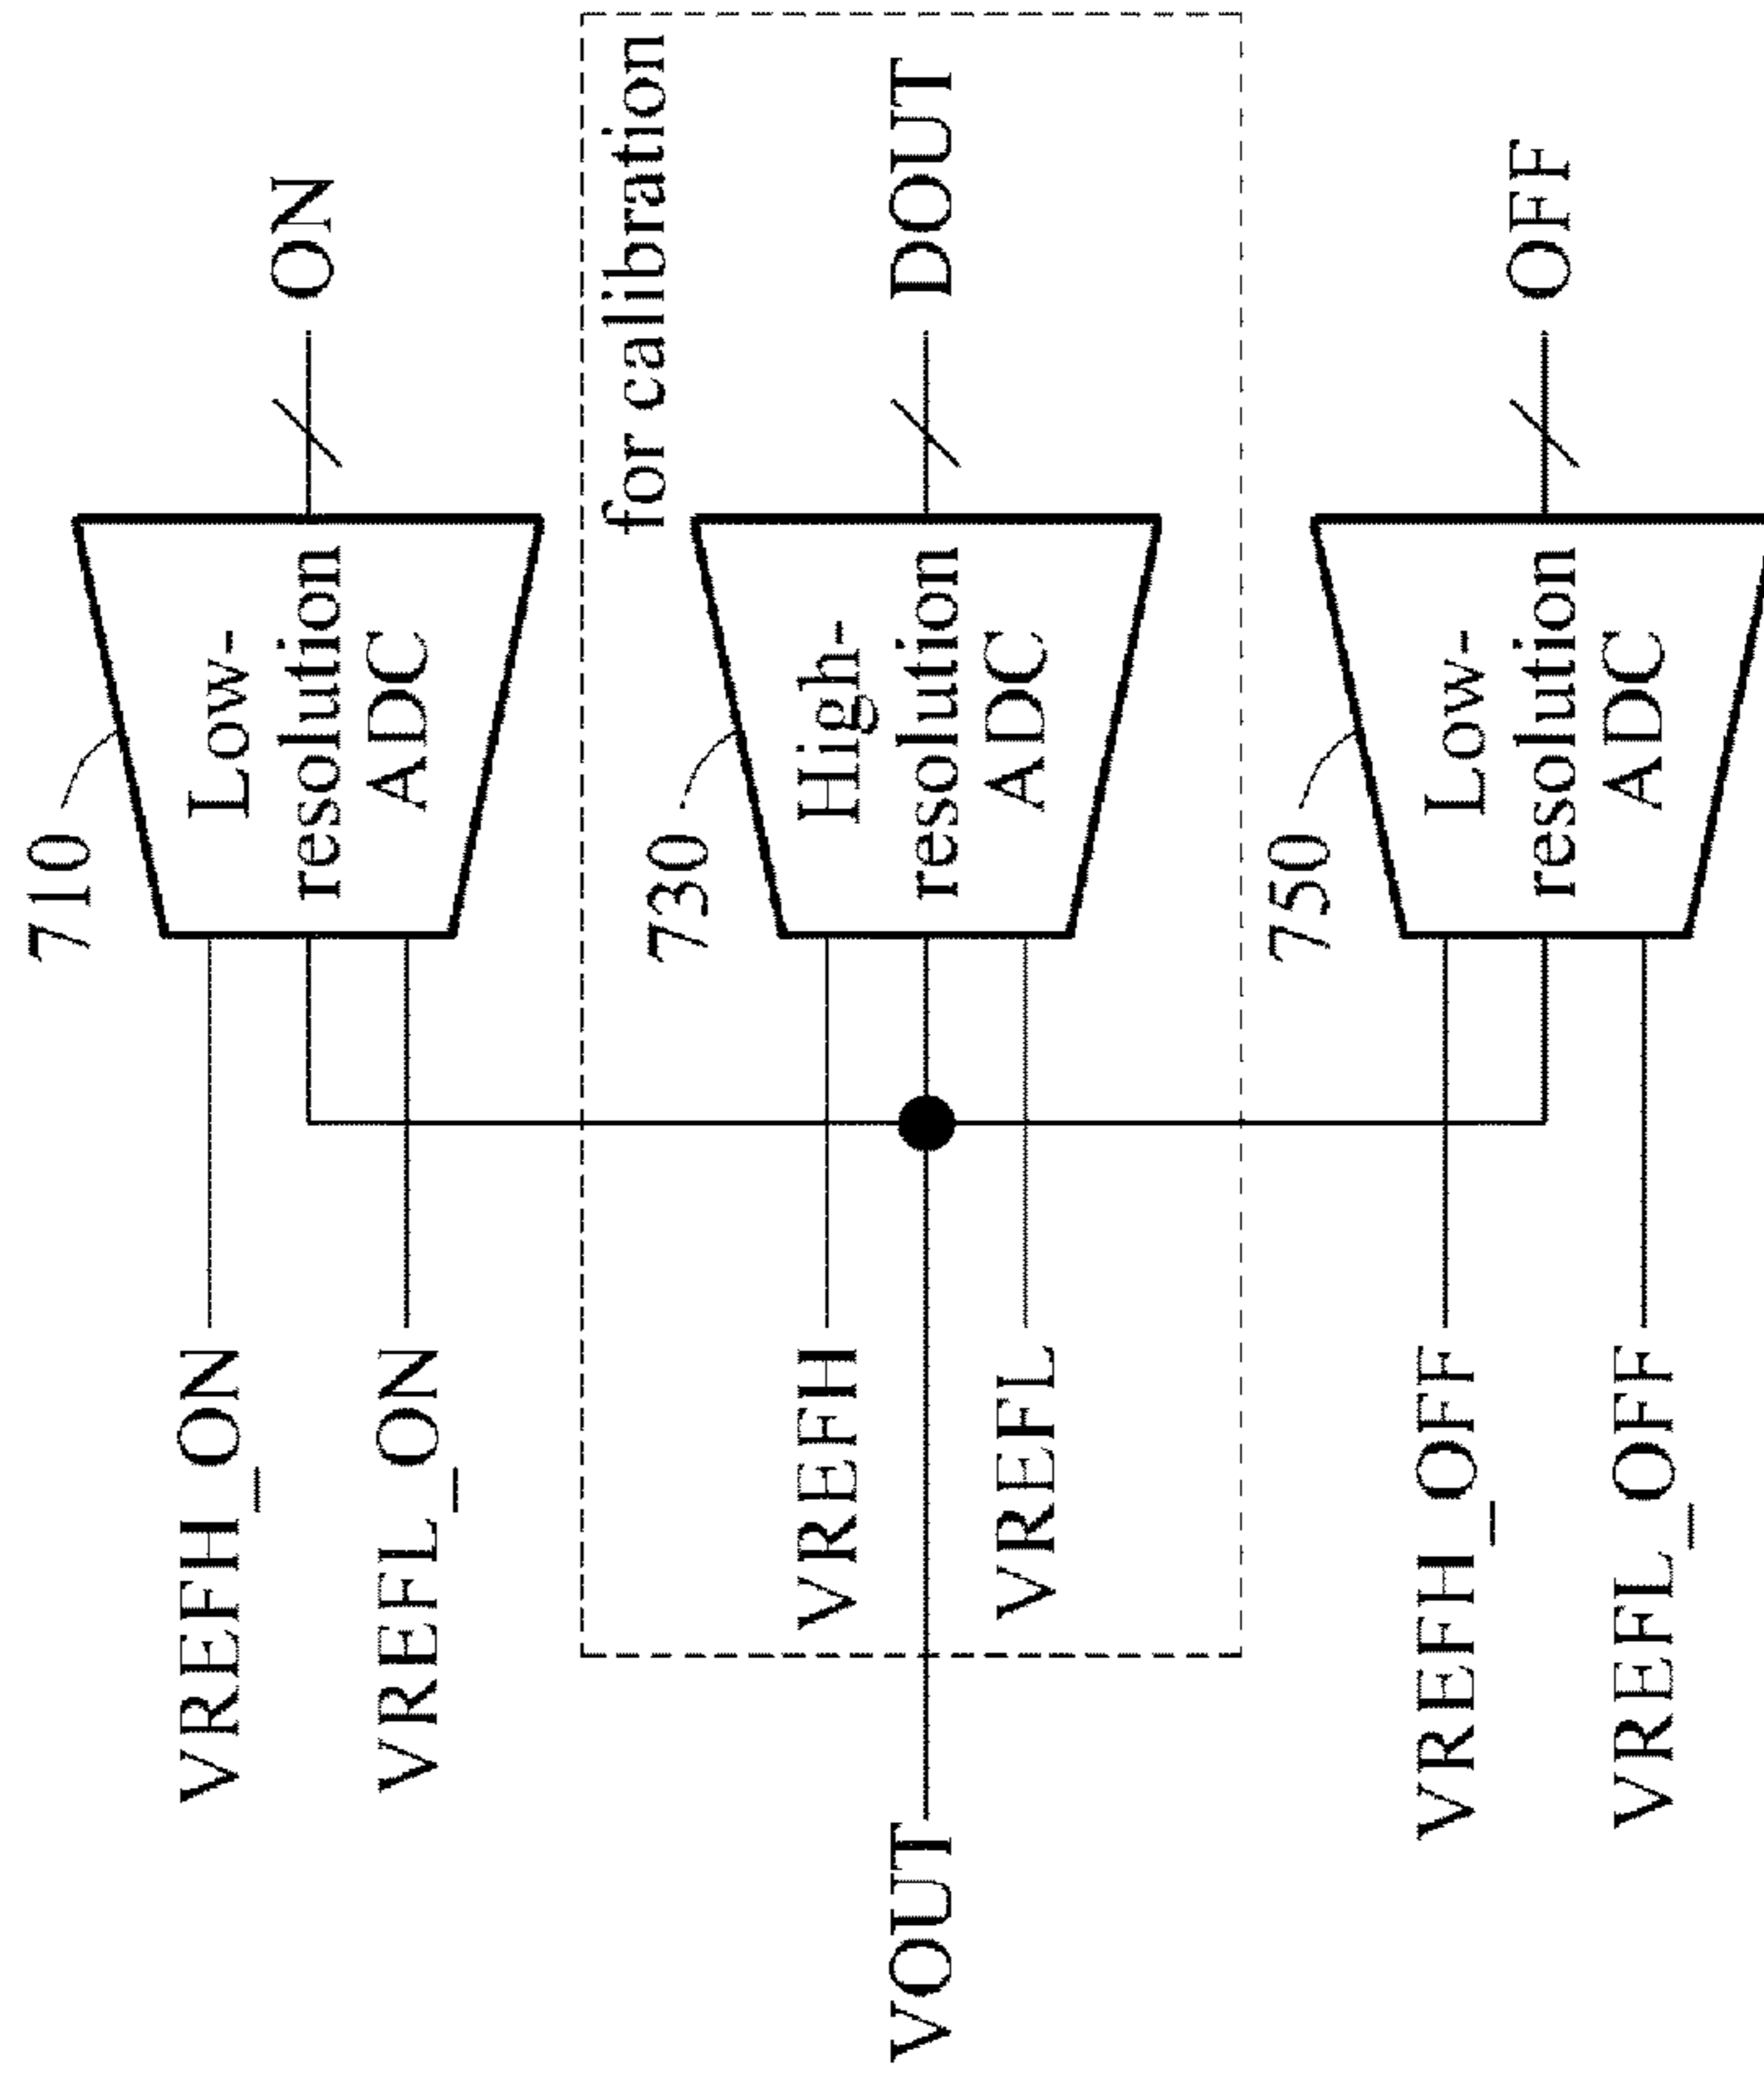 710
VREFH_ON
VREFL_ON
Low-
resolution
ADC
ON
for calibration
730
VREFH
VREFL
VOUT
High-
resolution
ADC
DOUT
750
VREFH_OFF
VREFL_OFF
Low-
resolution
ADC
OFF